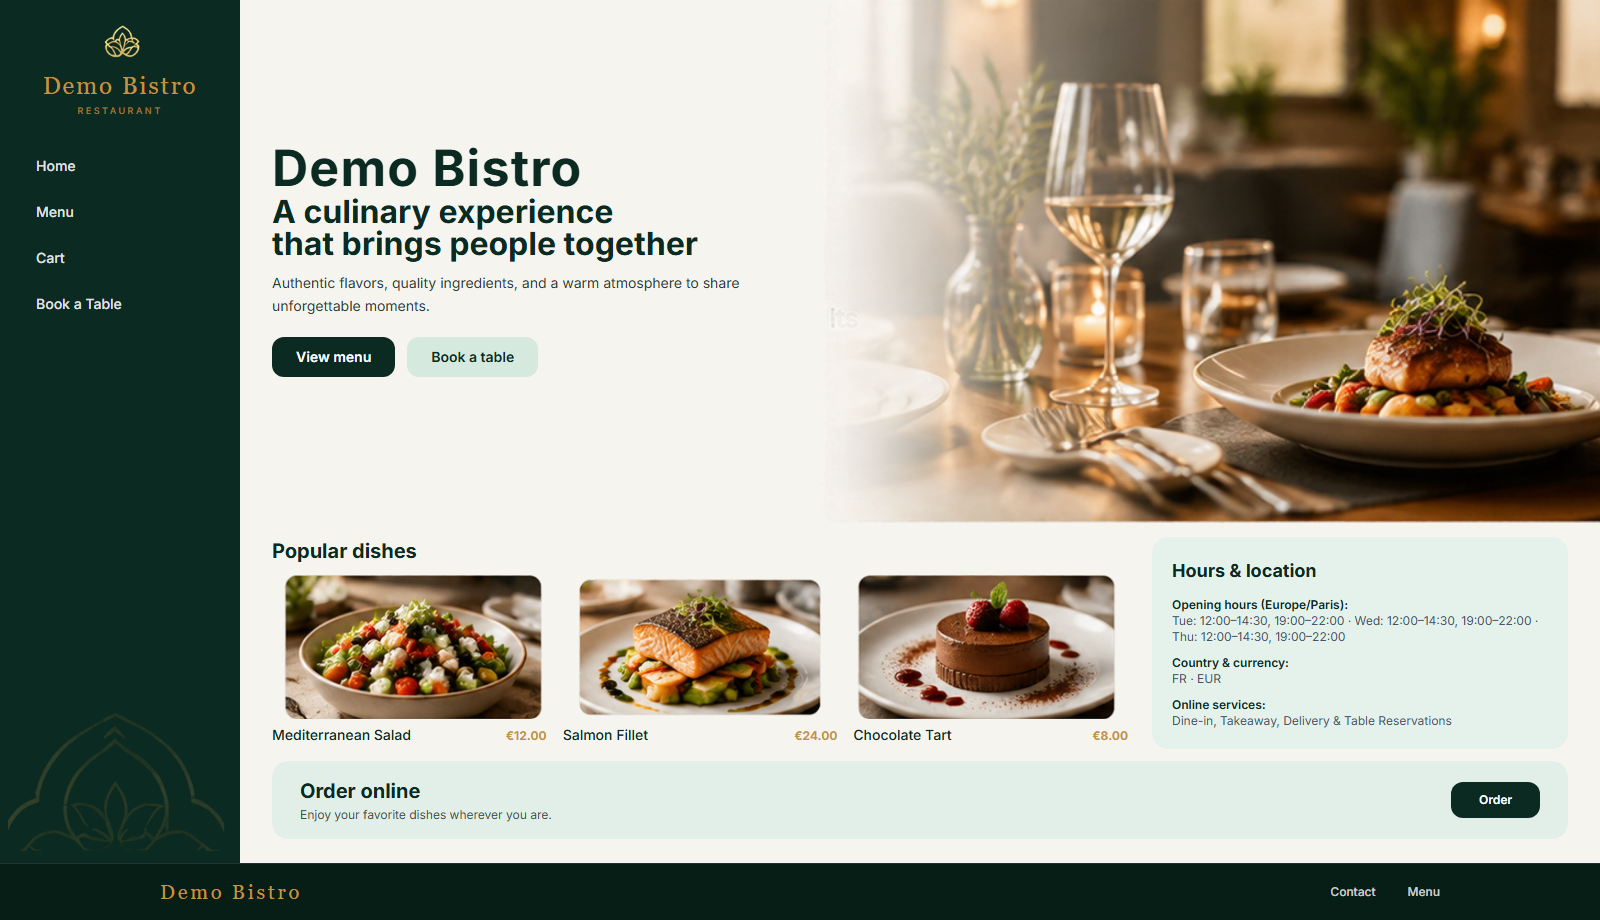 Demo Bistro
RESTAURANT
Home
Menu
Cart
Book a Table
Demo Bistro
A culinary experience
that brings people together
Authentic flavors, quality ingredients, and a warm atmosphere to share
unforgettable moments.
View menu
Book a table
its
Popular dishes
Mediterranean Salad
€12.00
Salmon Fillet
€24.00
Chocolate Tart
€8.00
Hours & location
Opening hours (Europe/Paris):
Tue: 12:00–14:30, 19:00–22:00 · Wed: 12:00–14:30, 19:00–22:00 ·
Thu: 12:00–14:30, 19:00–22:00
Country & currency:
FR · EUR
Online services:
Dine-in, Takeaway, Delivery & Table Reservations
Order online
Enjoy your favorite dishes wherever you are.
Order
Demo Bistro
Contact
Menu